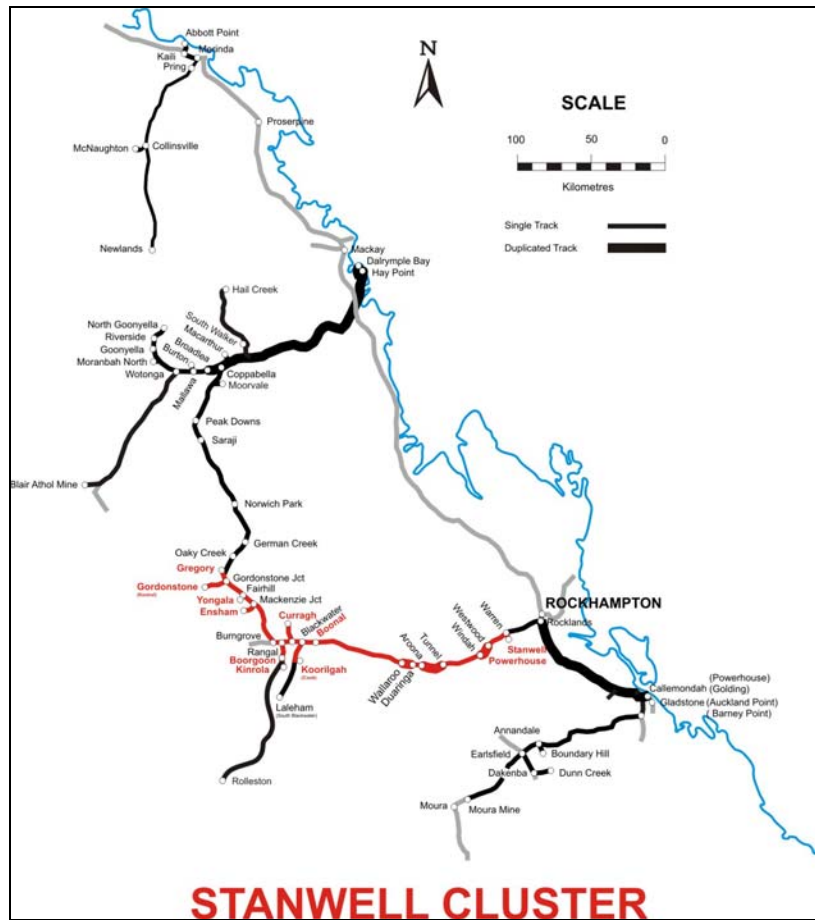 Abbott Point
Kaili
Merinda
Pring
N
SCALE
100 50 0
Kilometres
Single Track
Duplicated Track
Proserpine
McNaughton
Collinsville
Newlands
Mackay
Dalrymple Bay
Hay Point
Hail Creek
North Goonyella
South Walker
Macarthur
Riverside
Broadlea
Goonyella
Burton
Moranbah North
Wotonga
Mallawa
Coppabella
Moorvale
Peak Downs
Saraji
Blair Athol Mine
Norwich Park
German Creek
Oaky Creek
Gregory
Gordonstone Jct
Gordonstone
Fairhill
Yongala
Mackenzie Jct
Ensham
Curragh
Blackwater
Boonal
Burngrove
Rangal
Boorgoon
Kinrola
Koorilgah
(Cook)
Laleham
(South Blackwater)
Rolleston
Wallaroo
Duaringa
Aroona
Tunnel
Windah
Westwood
Warren
Stanwell
Powerhouse
ROCKHAMPTON
Rocklands
Callemondah
(Powerhouse)
(Golding)
Gladstone
(Auckland Point)
( Barney Point)
Annandale
Earlsfield
Boundary Hill
Dakenba
Dunn Creek
Moura
Moura Mine
STANWELL CLUSTER